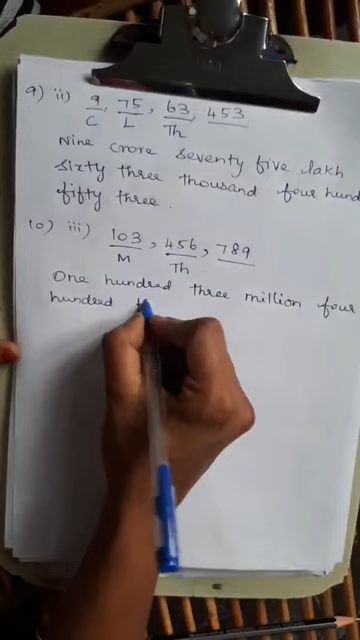 9) ii) 9, 75, 63, 453
C L Th
Nine crore seventy five lakh
sixty three thousand four hund
fifty three.
10) iii) 103, 456, 789
M Th
One hundred three million four
hundred f